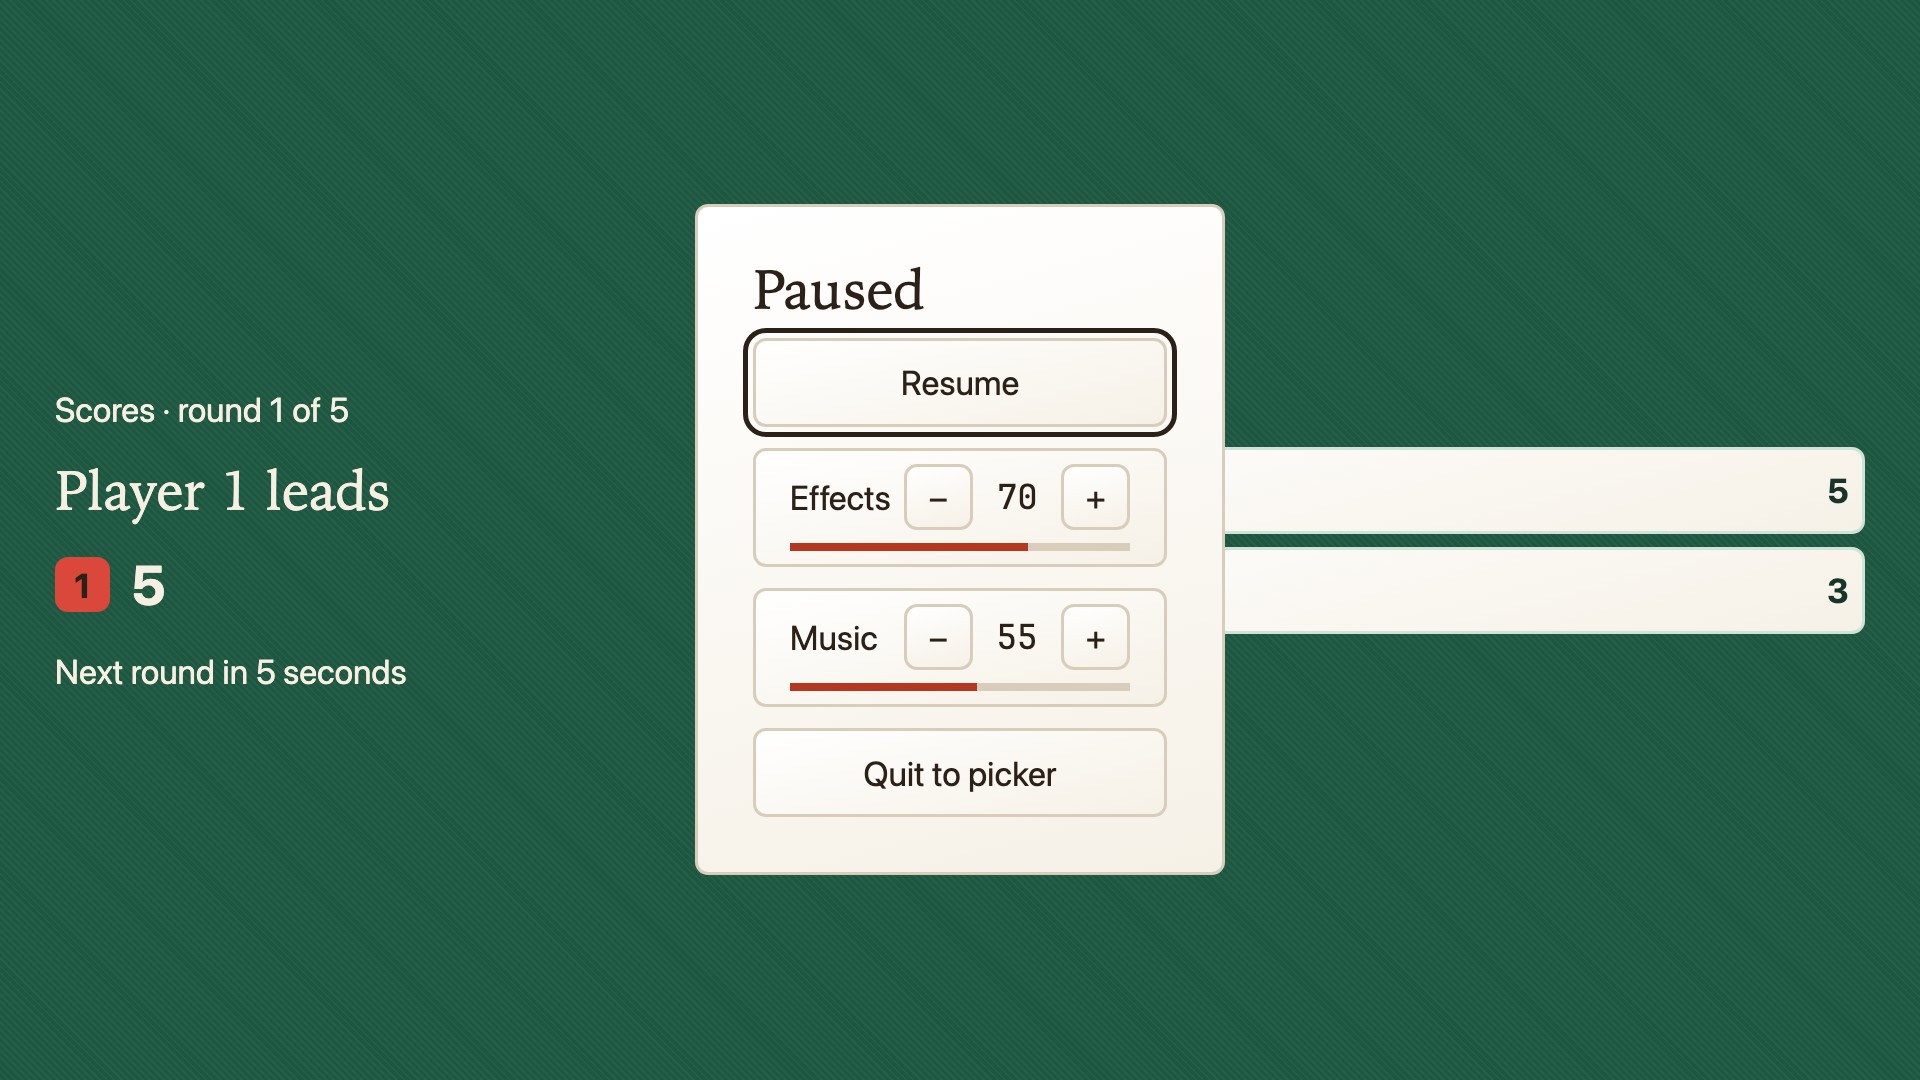 Scores · round 1 of 5
Player 1 leads
1 5
Next round in 5 seconds
Paused
Resume
Effects − 70 +
Music − 55 +
Quit to picker
5
3